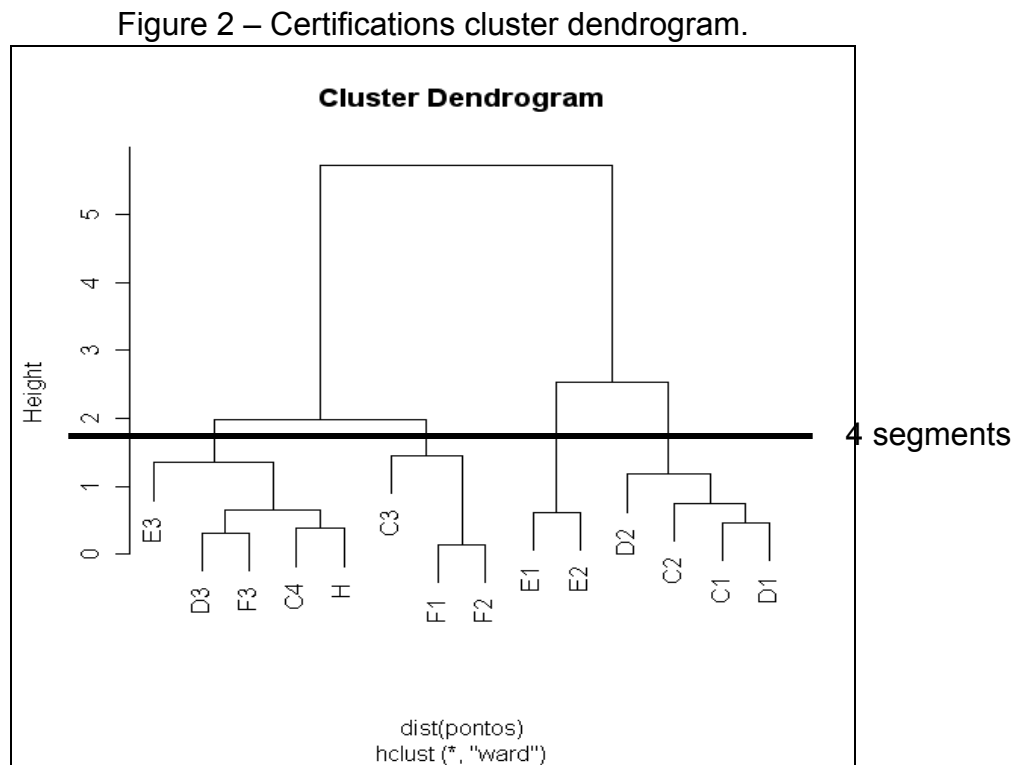 Figure 2 – Certifications cluster dendrogram.
Cluster Dendrogram
Height
5
4
3
2
1
0
4 segments
E3
D3
F3
C4
H
C3
F1
F2
E1
E2
D2
C2
C1
D1
dist(pontos)
hclust (*, "ward")